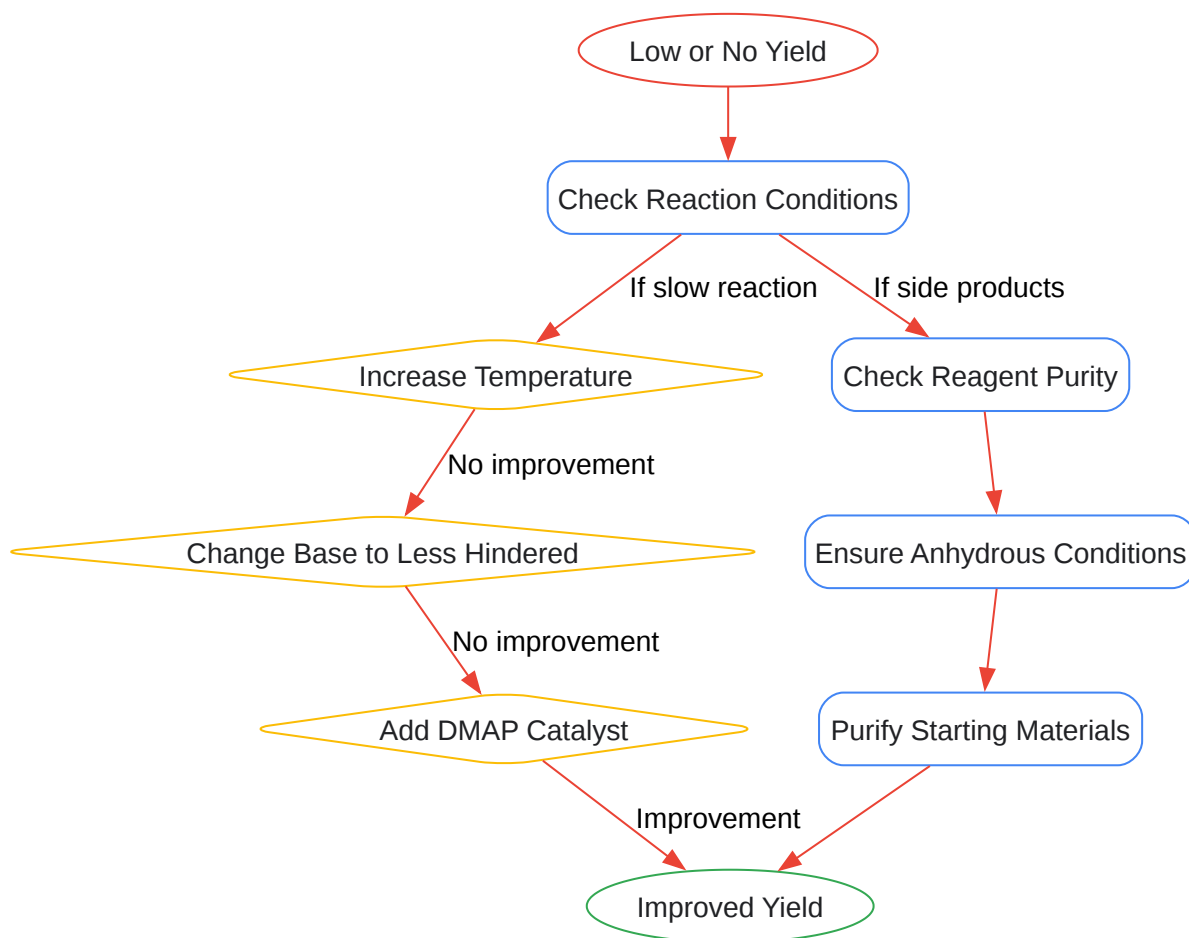 Low or No Yield
Check Reaction Conditions
If slow reaction
If side products
Increase Temperature
Check Reagent Purity
No improvement
Change Base to Less Hindered
Ensure Anhydrous Conditions
No improvement
Add DMAP Catalyst
Purify Starting Materials
Improvement
Improved Yield